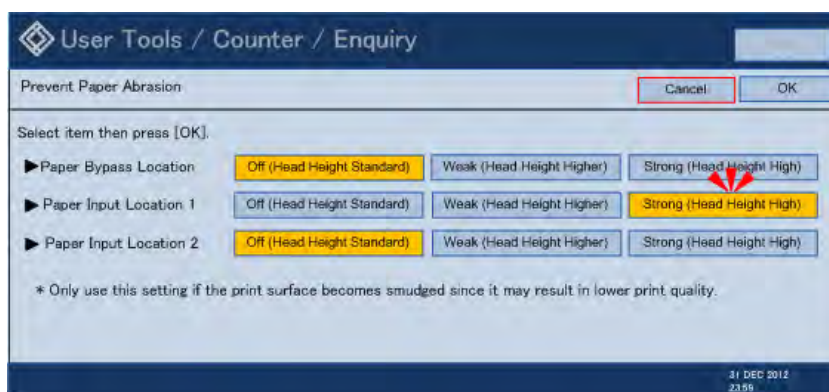 User Tools / Counter / Enquiry
Prevent Paper Abrasion Cancel OK
Select item then press [OK].
▶Paper Bypass Location Off (Head Height Standard) Weak (Head Height Higher) Strong (Head Height High)
▶ Paper Input Location 1 Off (Head Height Standard) Weak (Head Height Higher) Strong (Head Height High)
▶ Paper Input Location 2 Off (Head Height Standard) Weak (Head Height Higher) Strong (Head Height High)
* Only use this setting if the print surface becomes smudged since it may result in lower print quality.
31 DEC 2012
23:59